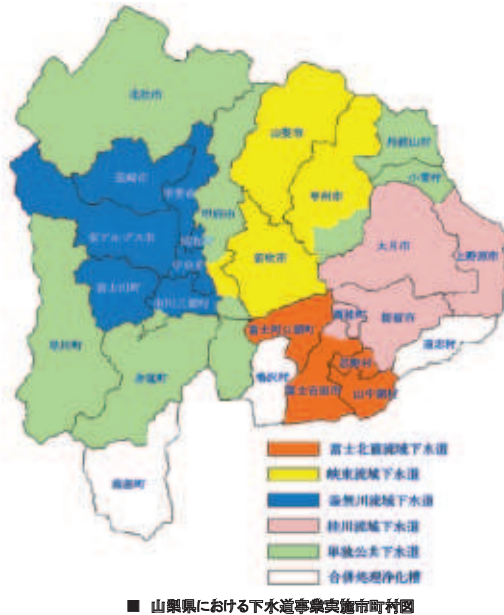 北杜市
山梨市
丹波山村
小菅村
韮崎市
甲斐市
甲府市
甲州市
南アルプス市
昭和町
中央市
笛吹市
大月市
上野原市
富士川町
市川三郷町
早川町
身延町
富士河口湖町
西桂町
都留市
道志村
鳴沢村
忍野村
富士吉田市
山中湖村
南部町
富士北麓流域下水道
峡東流域下水道
釜無川流域下水道
桂川流域下水道
単独公共下水道
合併処理浄化槽
■ 山梨県における下水道事業実施市町村図